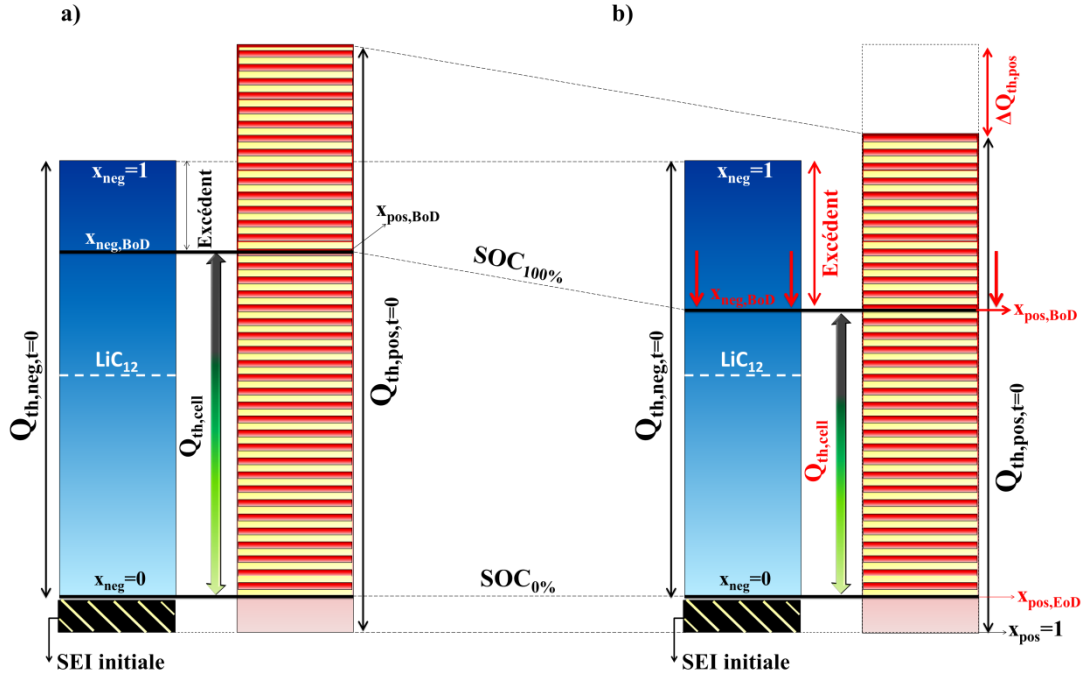 a)
b)
x_neg=1
x_neg,BoD
Excédent
x_pos,BoD
SOC_100%
Q_th,neg,t=0
LiC_12
Q_th,cell
Q_th,pos,t=0
x_neg=0
SOC_0%
SEI initiale
ΔQ_th,pos
x_neg=1
Excédent
x_neg,BoD
x_pos,BoD
Q_th,neg,t=0
LiC_12
Q_th,cell
Q_th,pos,t=0
x_neg=0
x_pos,EoD
x_pos=1
SEI initiale